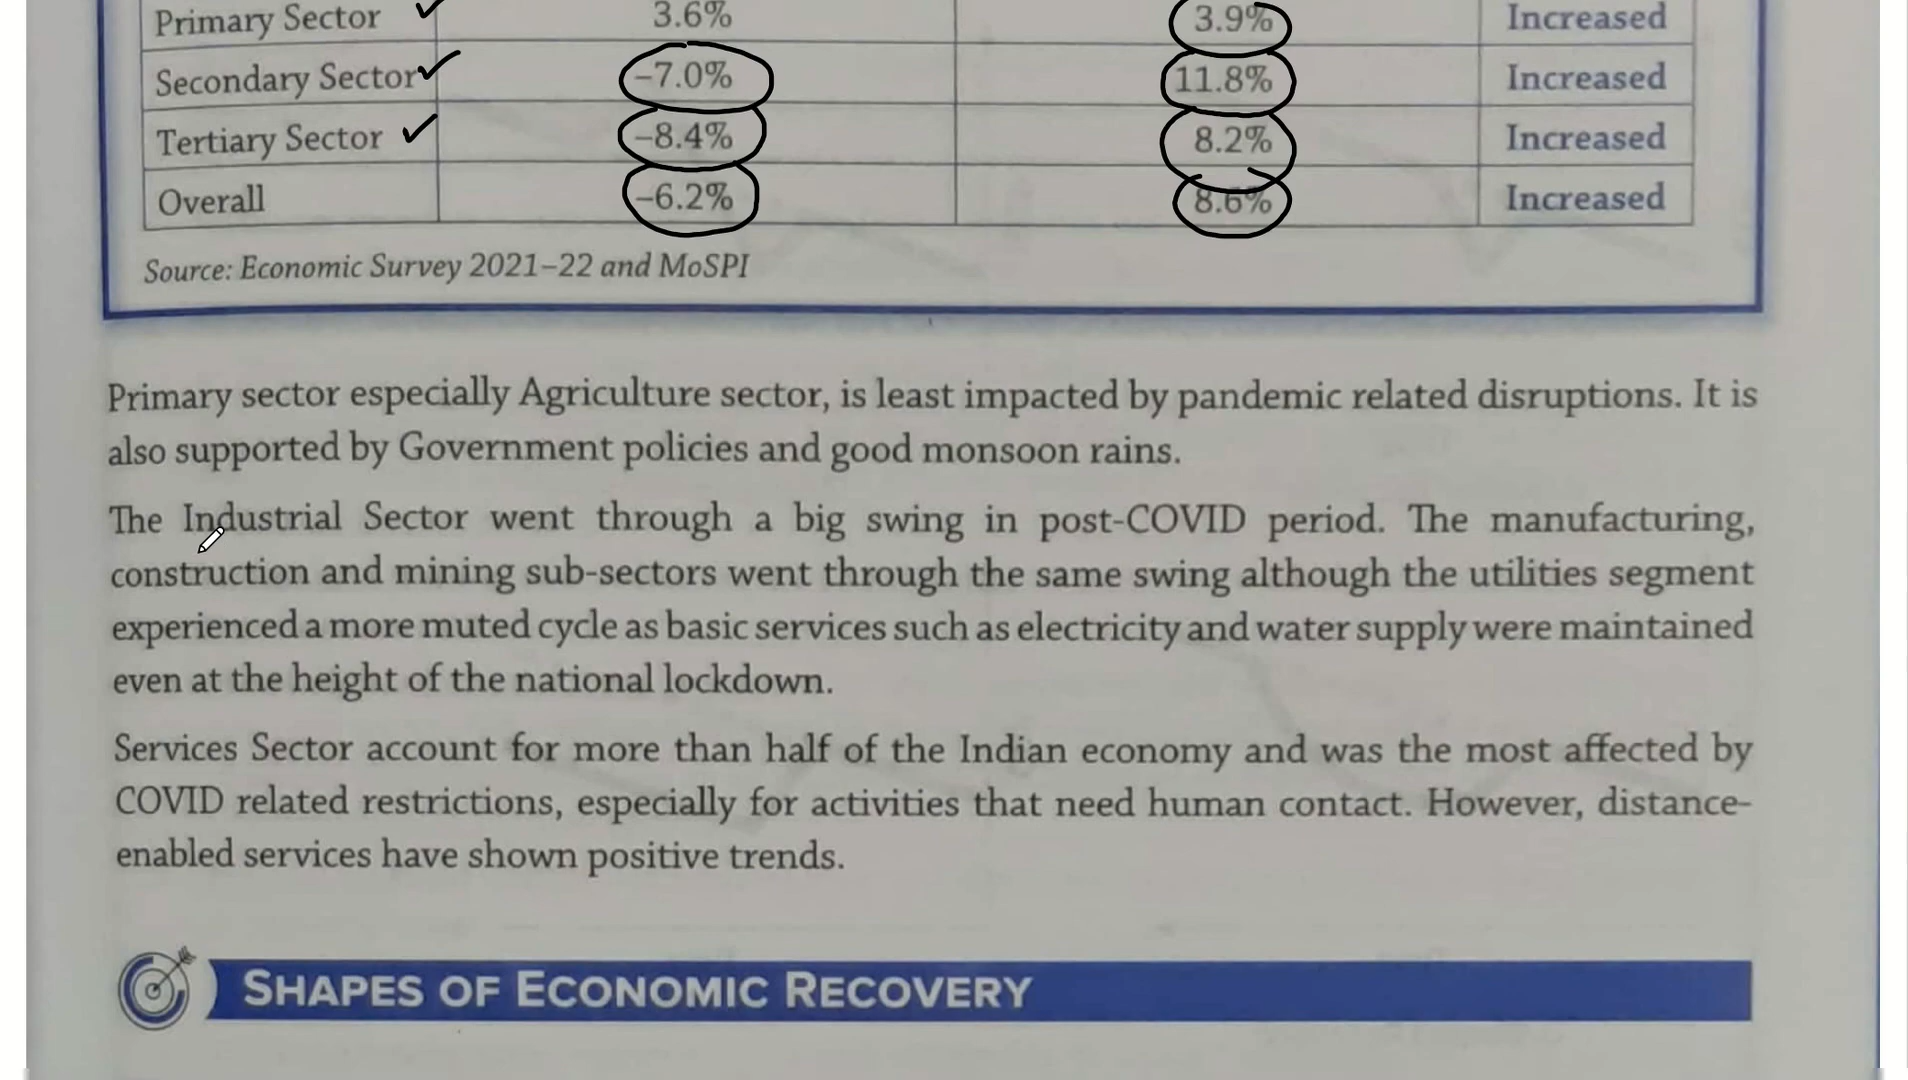 Primary Sector 3.6% 3.9% Increased
Secondary Sector –7.0% 11.8% Increased
Tertiary Sector –8.4% 8.2% Increased
Overall –6.2% 8.6% Increased
Source: Economic Survey 2021–22 and MoSPI
Primary sector especially Agriculture sector, is least impacted by pandemic related disruptions. It is
also supported by Government policies and good monsoon rains.
The Industrial Sector went through a big swing in post-COVID period. The manufacturing,
construction and mining sub-sectors went through the same swing although the utilities segment
experienced a more muted cycle as basic services such as electricity and water supply were maintained
even at the height of the national lockdown.
Services Sector account for more than half of the Indian economy and was the most affected by
COVID related restrictions, especially for activities that need human contact. However, distance-
enabled services have shown positive trends.
SHAPES OF ECONOMIC RECOVERY